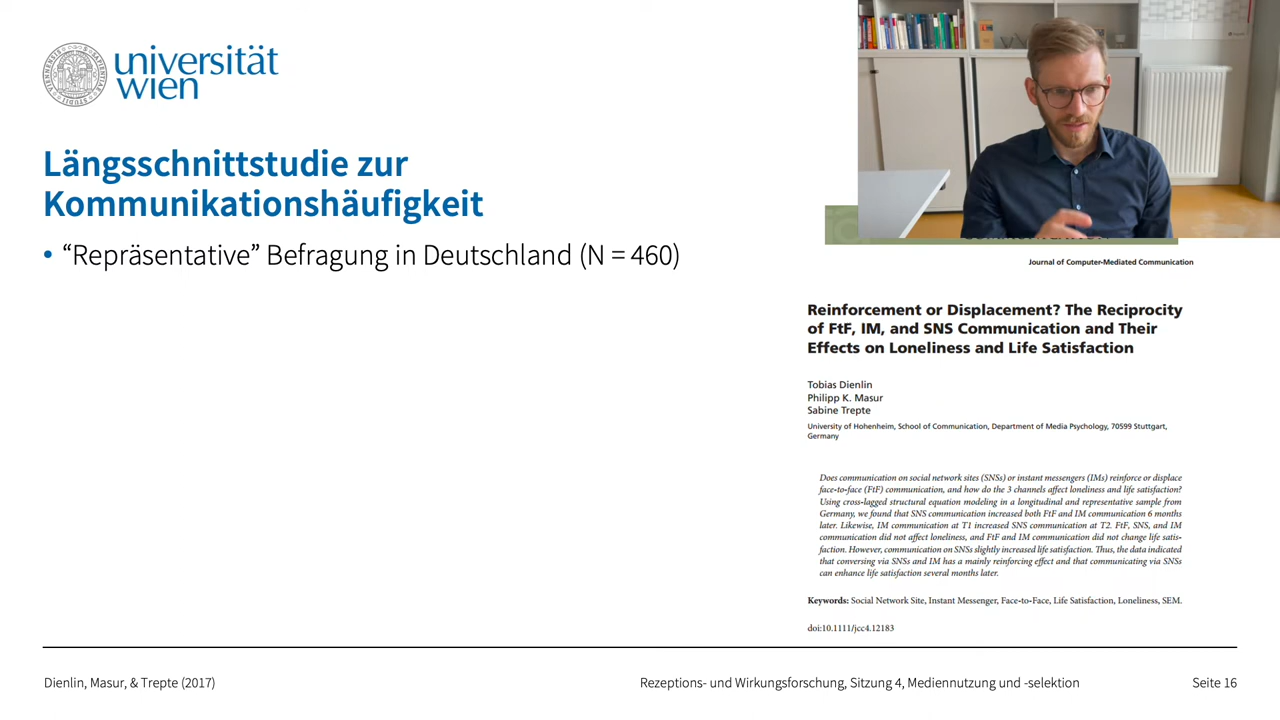 universität
wien
Längsschnittstudie zur
Kommunikationshäufigkeit
• “Repräsentative” Befragung in Deutschland (N = 460)
Journal of Computer-Mediated Communication
Reinforcement or Displacement? The Reciprocity
of FtF, IM, and SNS Communication and Their
Effects on Loneliness and Life Satisfaction
Tobias Dienlin
Philipp K. Masur
Sabine Trepte
University of Hohenheim, School of Communication, Department of Media Psychology, 70599 Stuttgart,
Germany
Does communication on social network sites (SNSs) or instant messengers (IMs) reinforce or displace
face-to-face (FtF) communication, and how do the 3 channels affect loneliness and life satisfaction?
Using cross-lagged structural equation modeling in a longitudinal and representative sample from
Germany, we found that SNS communication increased both FtF and IM communication 6 months
later. Likewise, IM communication at T1 increased SNS communication at T2. FtF, SNS, and IM
communication did not affect loneliness, and FtF and IM communication did not change life satis-
faction. However, communication on SNSs slightly increased life satisfaction. Thus, the data indicated
that conversing via SNSs and IM has a mainly reinforcing effect and that communicating via SNSs
can enhance life satisfaction several months later.
Keywords: Social Network Site, Instant Messenger, Face-to-Face, Life Satisfaction, Loneliness, SEM.
doi:10.1111/jcc4.12183
Dienlin, Masur, & Trepte (2017)
Rezeptions- und Wirkungsforschung, Sitzung 4, Mediennutzung und -selektion
Seite 16